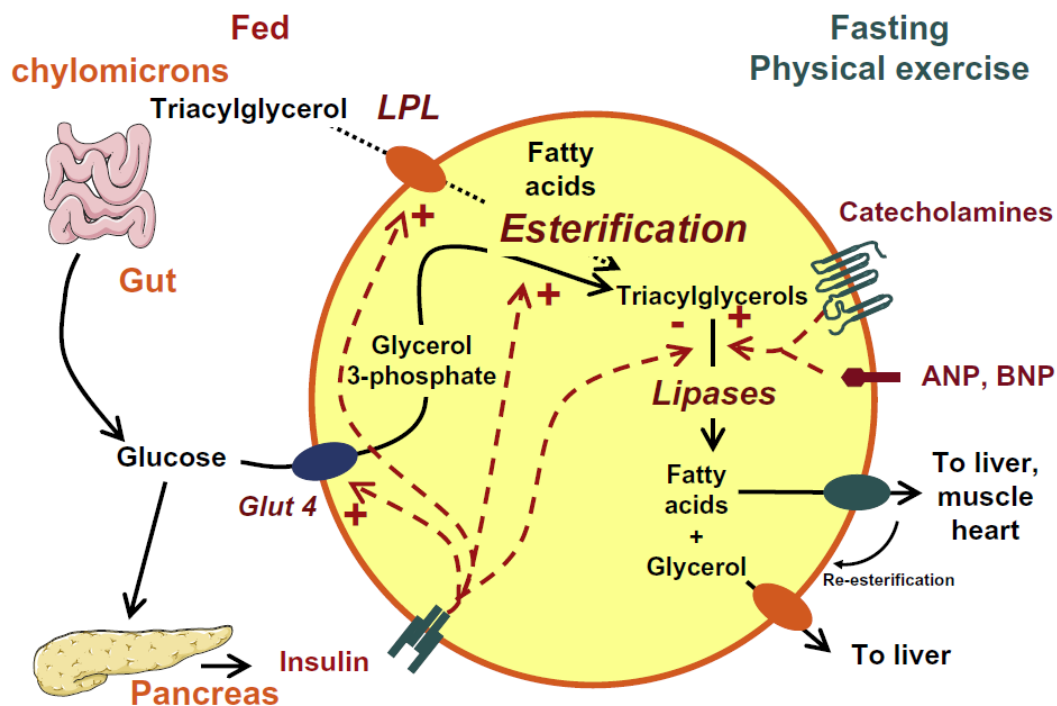 Fed
Fasting
Physical exercise
chylomicrons
Triacylglycerol
LPL
Fatty
acids
Catecholamines
Esterification
+
Gut
+
Triacylglycerols
-
+
Glycerol
3-phosphate
ANP, BNP
Lipases
Glucose
Glut 4
+
Fatty
acids
+
Glycerol
To liver,
muscle
heart
Re-esterification
Insulin
To liver
Pancreas